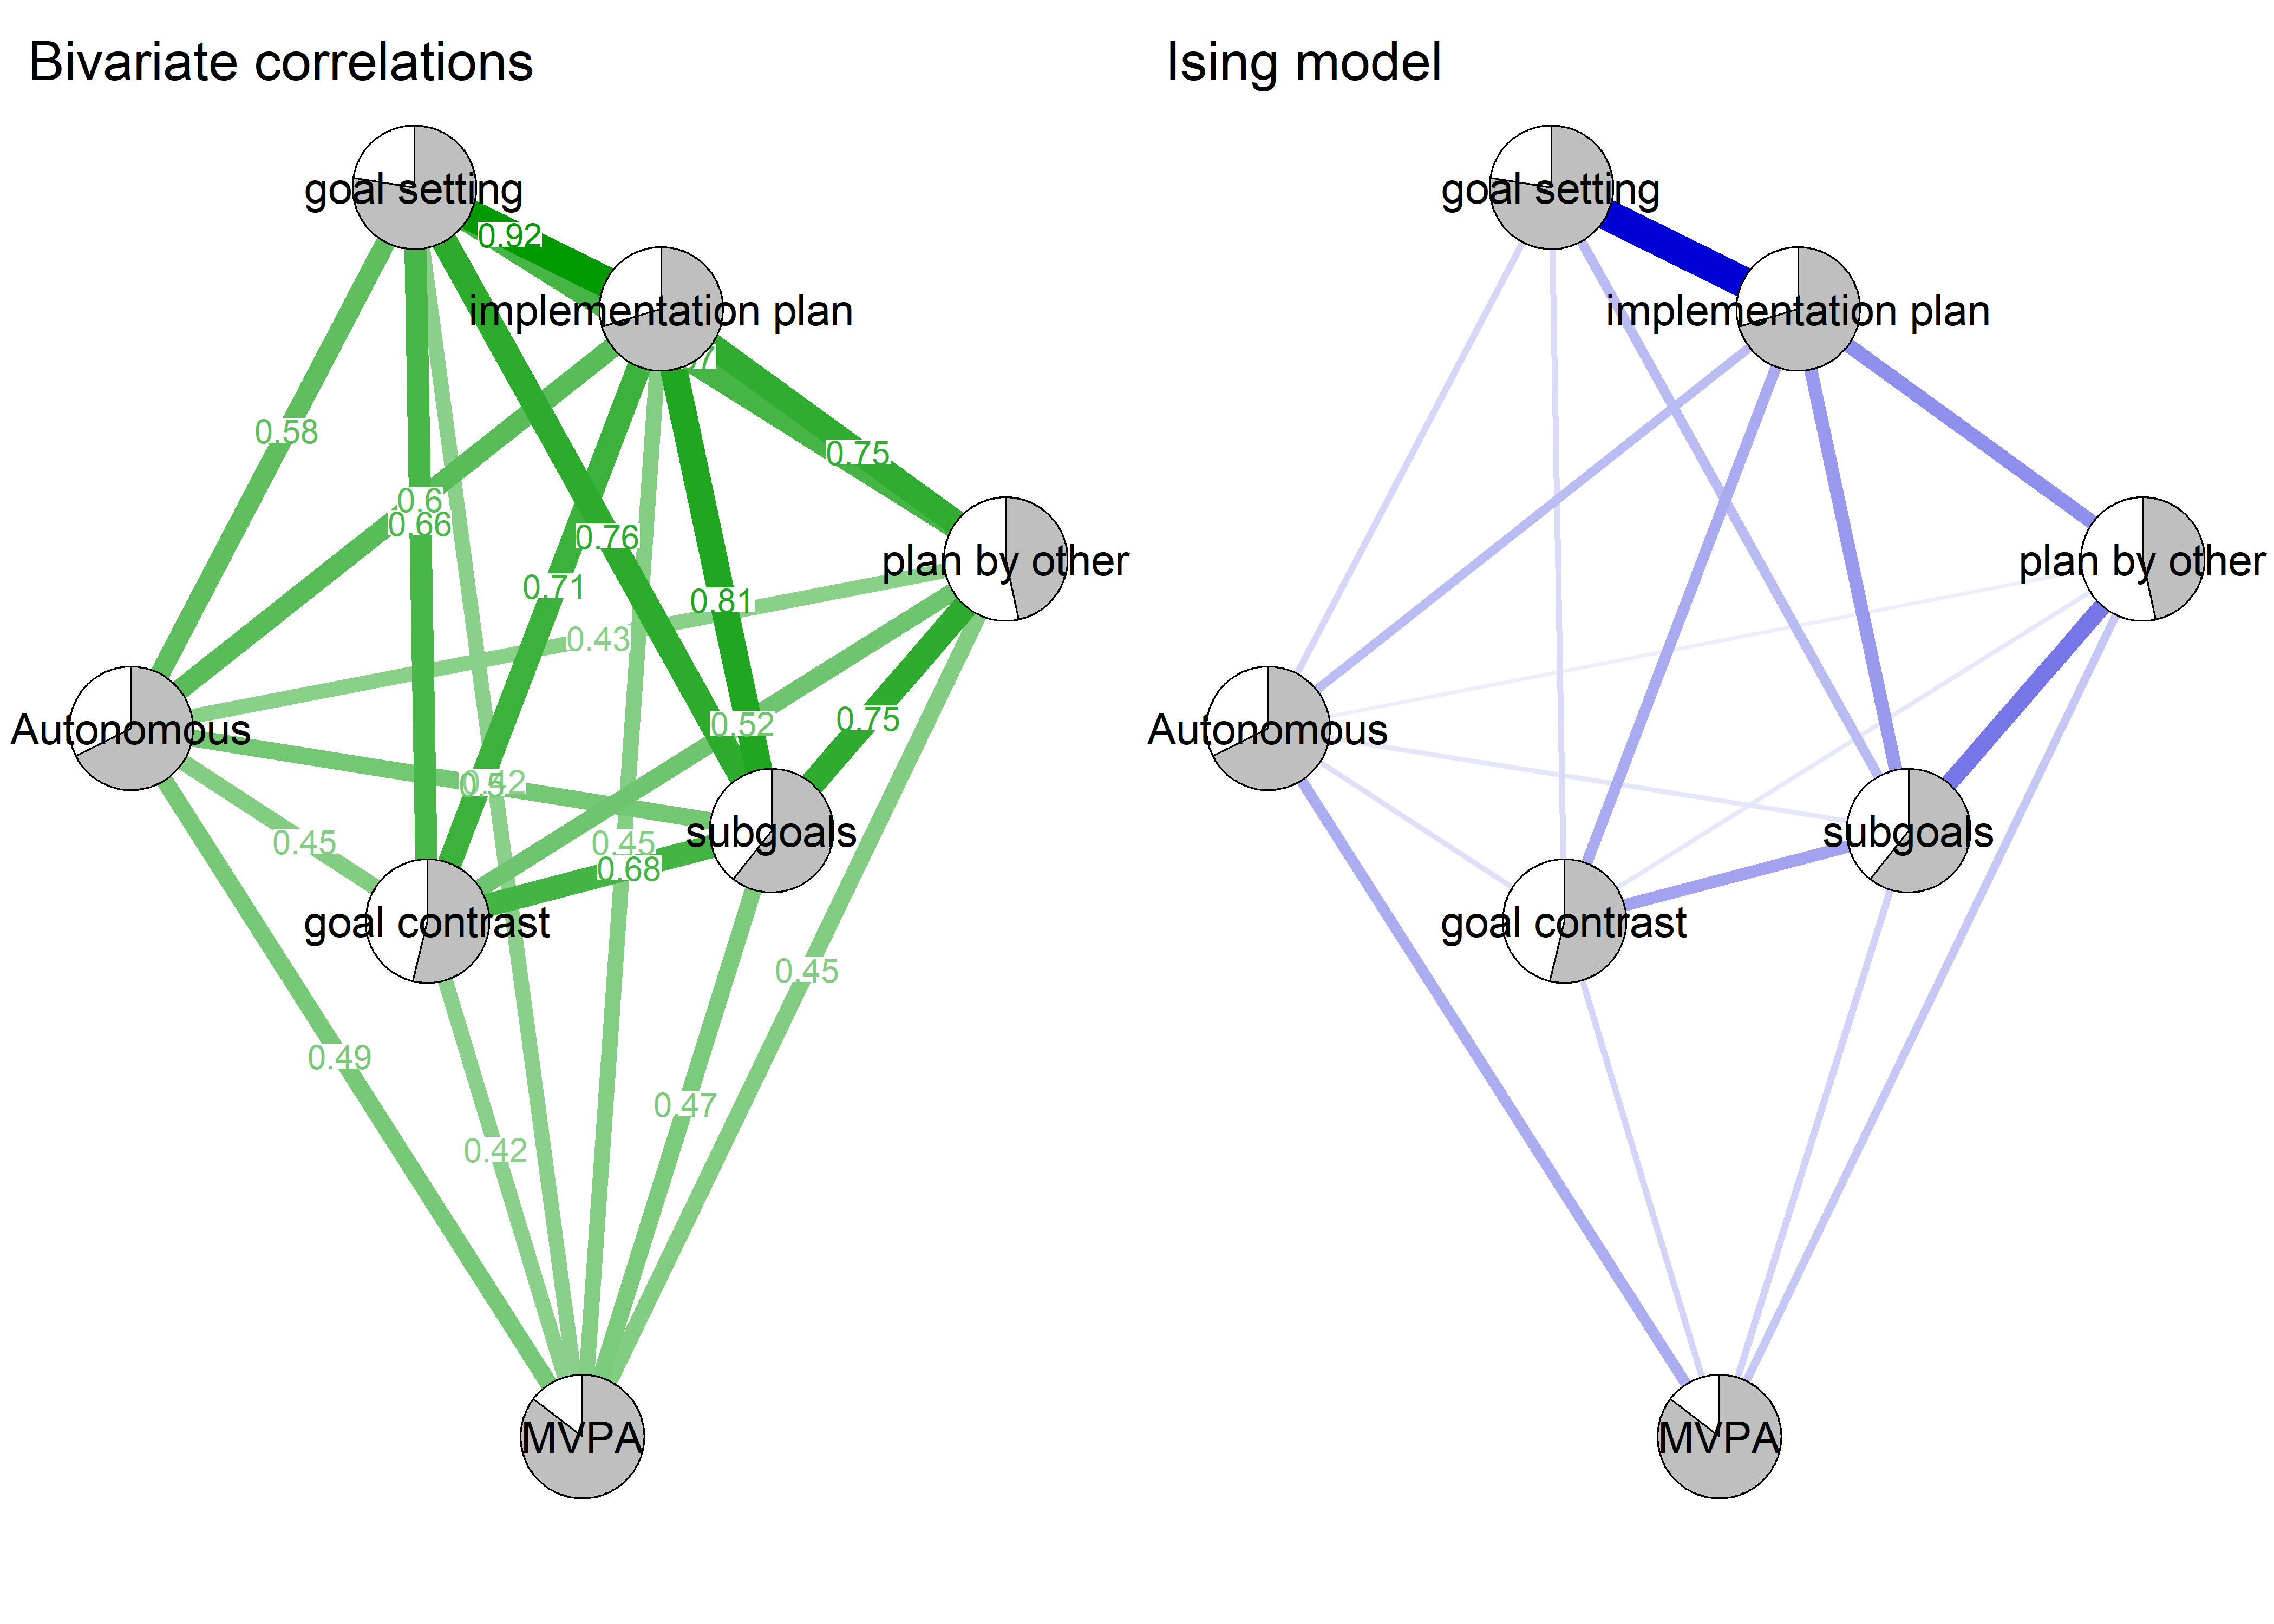 Bivariate correlations
Ising model
goal setting
0.92
implementation plan
0.58
0.75
0.6
0.66
0.76
0.71
0.81
plan by other
0.43
Autonomous
0.52
0.75
0.42
0.5
0.45
0.45
subgoals
0.68
goal contrast
0.45
0.49
0.47
0.42
MVPA
goal setting
implementation plan
plan by other
Autonomous
subgoals
goal contrast
MVPA